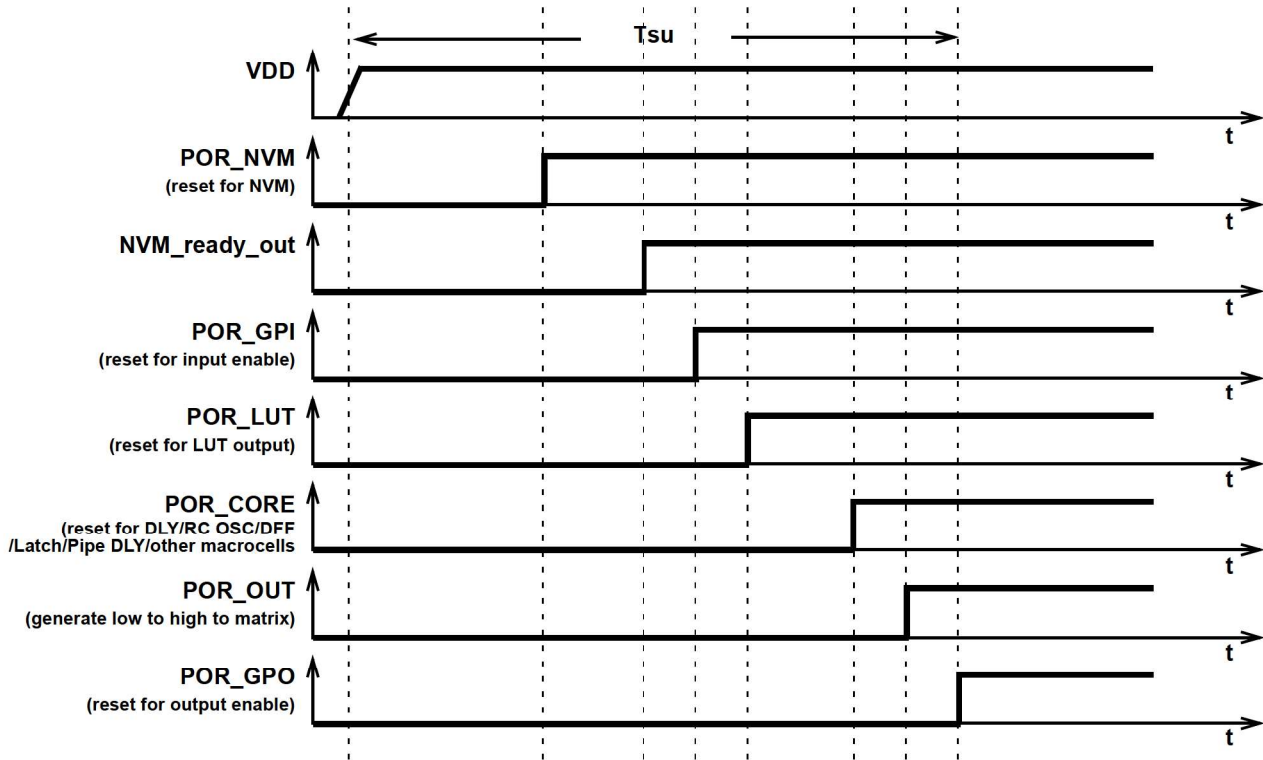 Tsu
VDD
t
POR_NVM
(reset for NVM)
t
NVM_ready_out
t
POR_GPI
(reset for input enable)
t
POR_LUT
(reset for LUT output)
t
POR_CORE
(reset for DLY/RC OSC/DFF
/Latch/Pipe DLY/other macrocells
t
POR_OUT
(generate low to high to matrix)
t
POR_GPO
(reset for output enable)
t